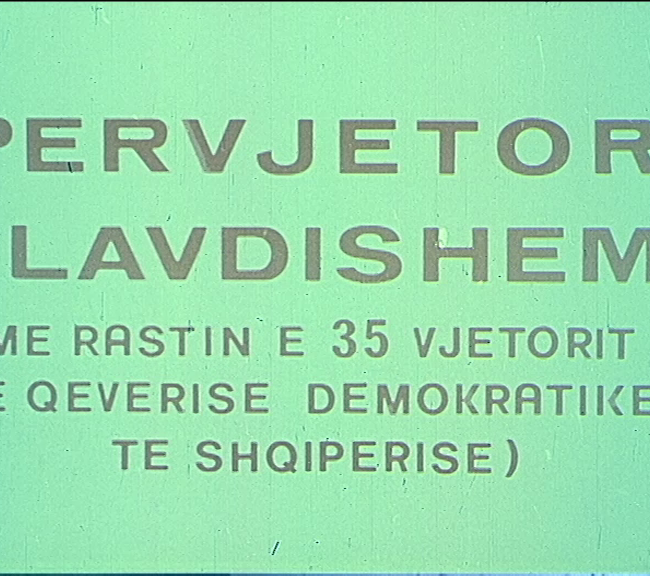 PERVJETOR
LAVDISHEM
ME RASTIN E 35 VJETORIT
E QEVERISE DEMOKRATIKE
TE SHQIPERISE)